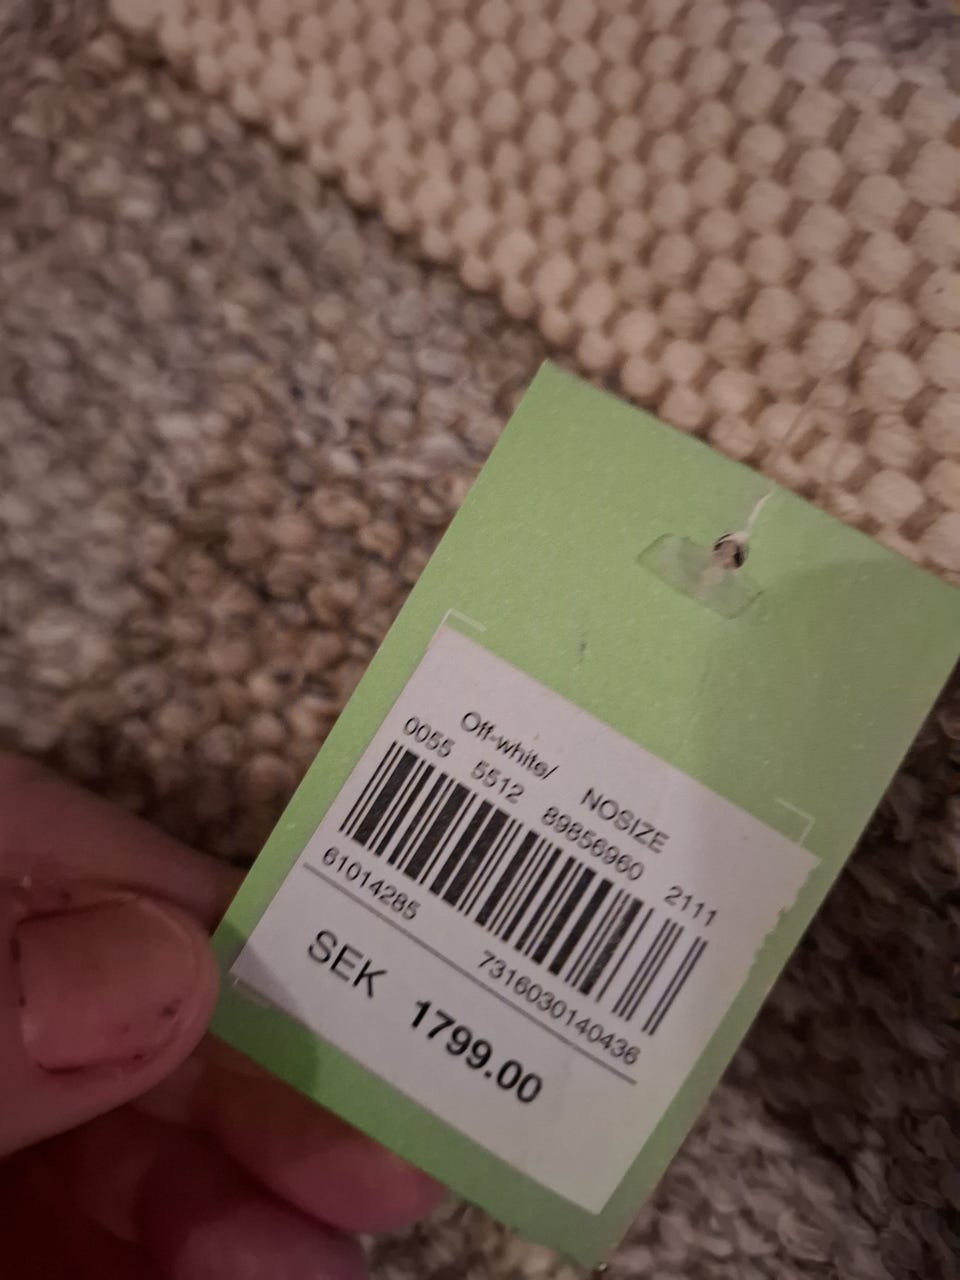 Off-white/ NOSIZE
0055 5512 89856960 2111
61014285 7316030140436
SEK 1799.00